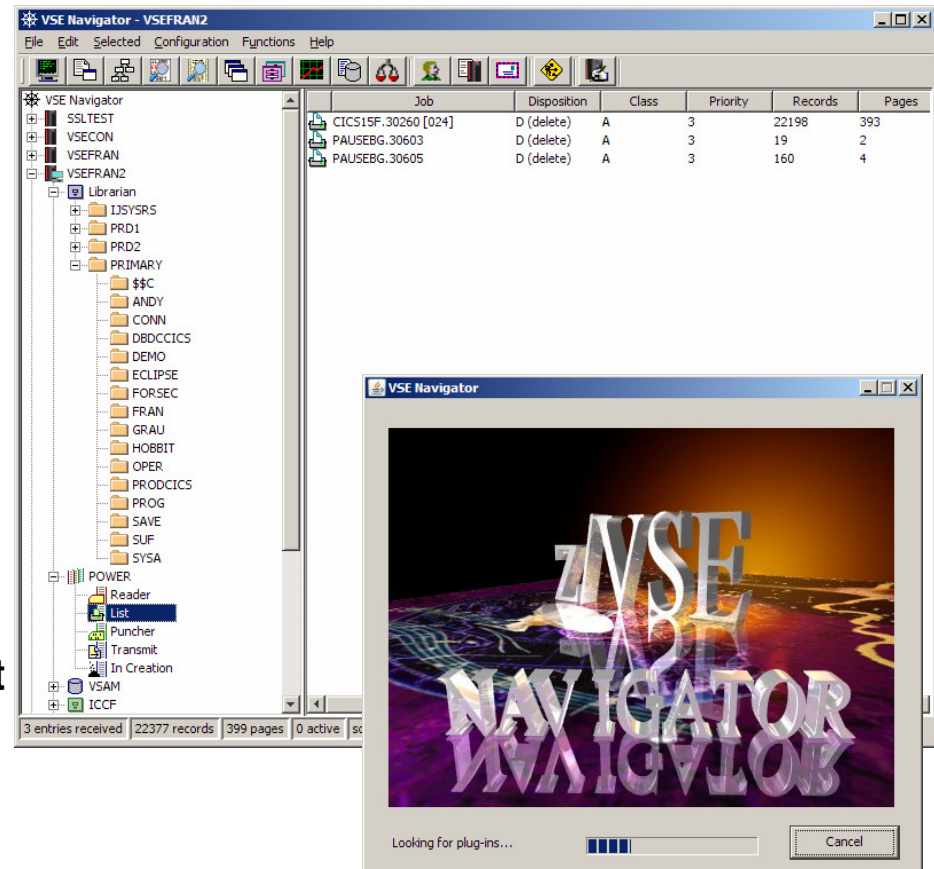 VSE Navigator - VSEFRAN2
File Edit Selected Configuration Functions Help
VSE Navigator
SSLTEST
VSECON
VSEFRAN
VSEFRAN2
Librarian
IJSYSRS
PRD1
PRD2
PRIMARY
$$C
ANDY
CONN
DBDCCICS
DEMO
ECLIPSE
FORSEC
FRAN
GRAU
HOBBIT
OPER
PRODCICS
PROG
SAVE
SUF
SYSA
POWER
Reader
List
Puncher
Transmit
In Creation
VSAM
ICCF
Job Disposition Class Priority Records Pages
CICS15F.30260 [024] D (delete) A 3 22198 393
PAUSEBG.30603 D (delete) A 3 19 2
PAUSEBG.30605 D (delete) A 3 160 4
3 entries received 22377 records 399 pages 0 active
t
VSE Navigator
z/VSE
NAVIGATOR
Looking for plug-ins...
Cancel